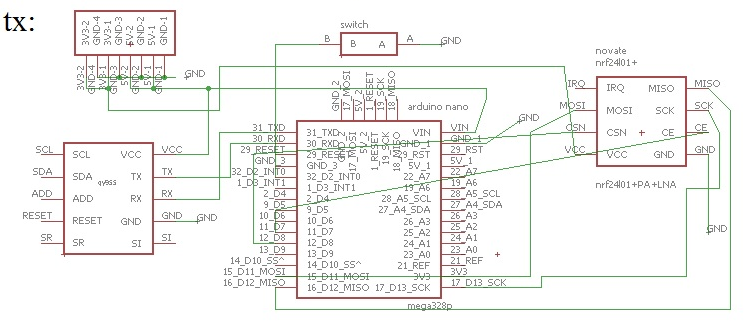 tx:
3V3-2
GND-4
3V3-1
GND-3
GND-2
5V-2
5V-1
GND-1
3V3-2
GND-4
3V3-1
GND-3
5V-2
GND-2
5V-1
GND-1
GND
switch
B B A A
GND
novate
nrf2401+
IRQ IRQ MISO MISO
MOSI MOSI SCK SCK
CSN CSN CE CE
VCC VCC GND GND
nrf2401+PA+LNA
GND
GND_2
17_MOSI
5V_2
1_RESET
19_SCK
18_MISO
arduino nano
GND_2
17_MOSI
5V_2
1_RESET
19_SCK
18_MISO
31_TXD 31_TXD VIN VIN
30_RXD 30_RXD GND_1 GND_1
29_RESET 29_RESET 29_RST 29_RST
GND_3 GND_3 5V_1 5V_1
32_D2_INT0 32_D2_INT0 22_A7 22_A7
1_D3_INT1 1_D3_INT1 19_A6 19_A6
2_D4 2_D4 28_A5_SCL 28_A5_SCL
9_D5 9_D5 27_A4_SDA 27_A4_SDA
10_D6 10_D6 26_A3 26_A3
11_D7 11_D7 25_A2 25_A2
12_D8 12_D8 24_A1 24_A1
13_D9 13_D9 23_A0 23_A0
14_D10_SS^ 14_D10_SS^ 21_REF 21_REF
15_D11_MOSI 15_D11_MOSI 3V3 3V3
16_D12_MISO 16_D12_MISO 17_D13_SCK 17_D13_SCK
mega328p
GND
SCL SCL VCC VCC
SDA SDA TX TX
gy955
ADD ADD RX RX
RESET RESET GND GND
GND
SR SR SI SI